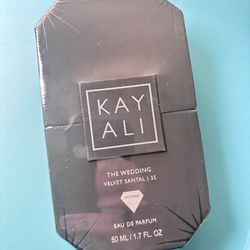 KAY
ALI
THE WEDDING
VELVET SANTAL | 35
EAU DE PARFUM
50 ML / 1.7 FL. OZ